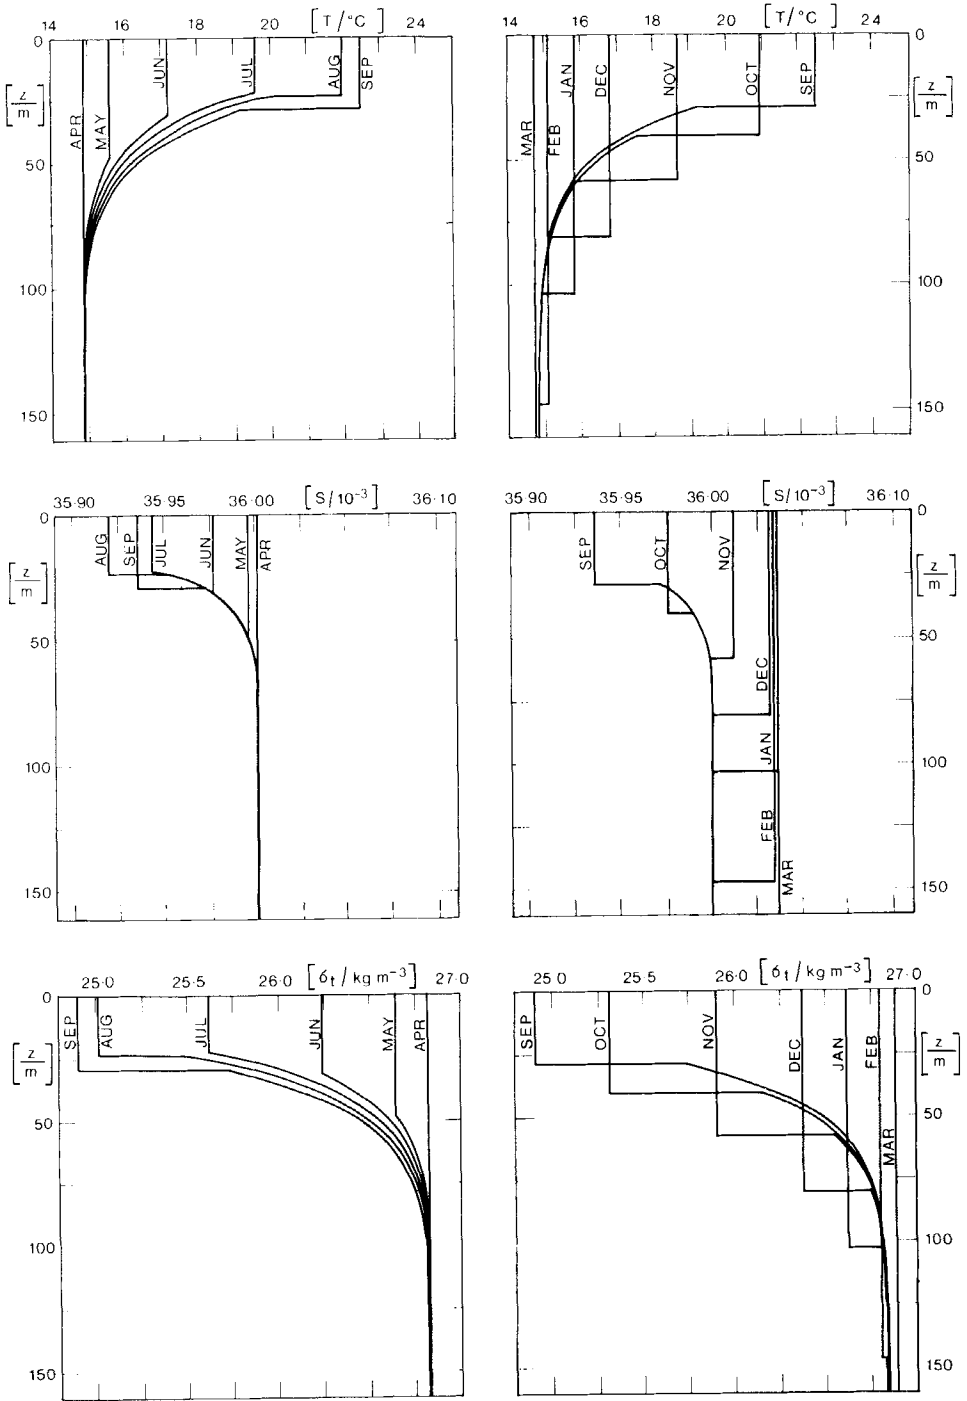 14 16 18 20 [T/°C] 24
0
[z/m]
50
100
150
APR
MAY
JUN
JUL
AUG
SEP
14 16 18 20 [T/°C] 24
0
[z/m]
50
100
150
MAR
FEB
JAN
DEC
NOV
OCT
SEP
35·90 35·95 36·00 [S/10⁻³] 36·10
0
[z/m]
50
100
150
AUG
SEP
JUL
JUN
MAY
APR
35·90 35·95 36·00 [S/10⁻³] 36·10
0
[z/m]
50
100
150
SEP
OCT
NOV
DEC
JAN
FEB
MAR
25·0 25·5 26·0 [σt / kg m⁻³] 27·0
0
[z/m]
50
100
150
SEP
AUG
JUL
JUN
MAY
APR
25·0 25·5 26·0 [σt / kg m⁻³] 27·0
0
[z/m]
50
100
150
SEP
OCT
NOV
DEC
JAN
FEB
MAR